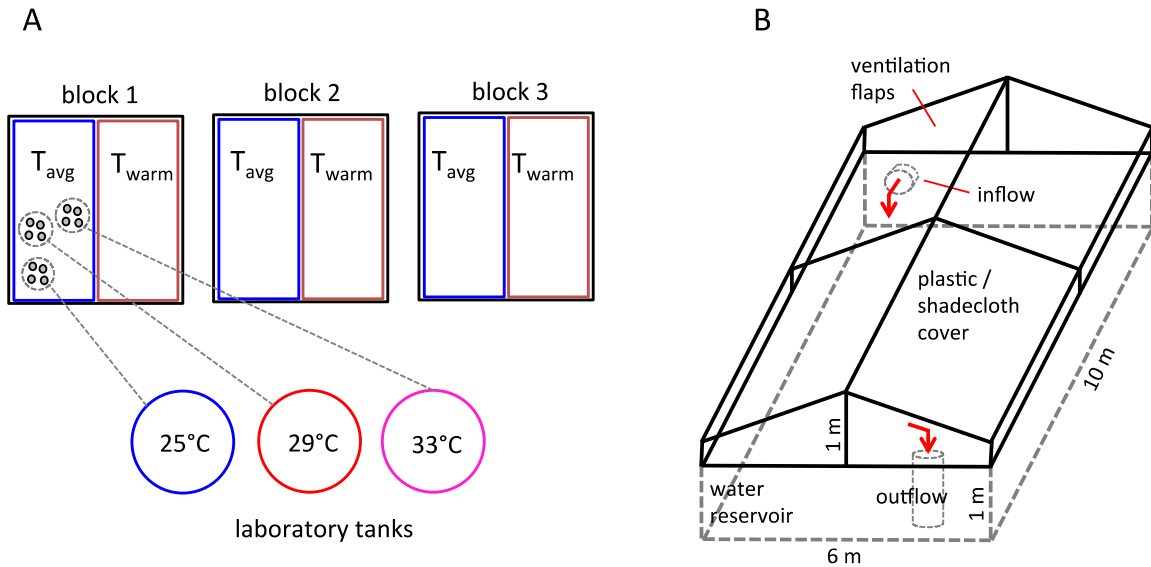 A
block 1
block 2
block 3
Tavg
Twarm
Tavg
Twarm
Tavg
Twarm
25°C
29°C
33°C
laboratory tanks
B
ventilation
flaps
inflow
plastic /
shadecloth
cover
10 m
1 m
water
reservoir
outflow
1 m
6 m